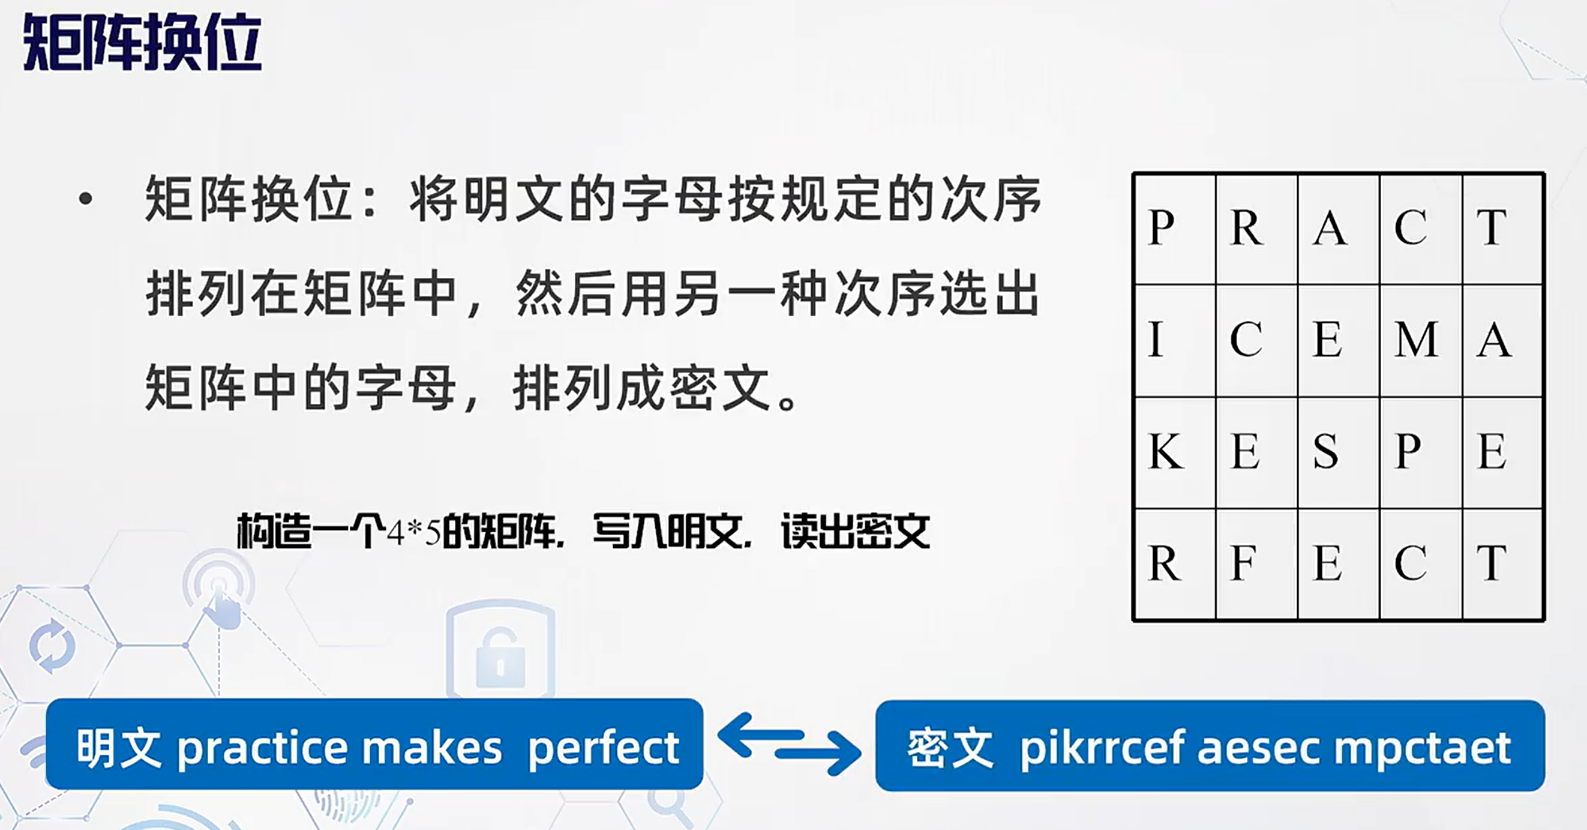 矩阵换位
• 矩阵换位：将明文的字母按规定的次序
排列在矩阵中，然后用另一种次序选出
矩阵中的字母，排列成密文。
构造一个4*5的矩阵，写入明文，读出密文
P R A C T
I C E M A
K E S P E
R F E C T
明文 practice makes  perfect
密文  pikrrcef aesec mpctaet